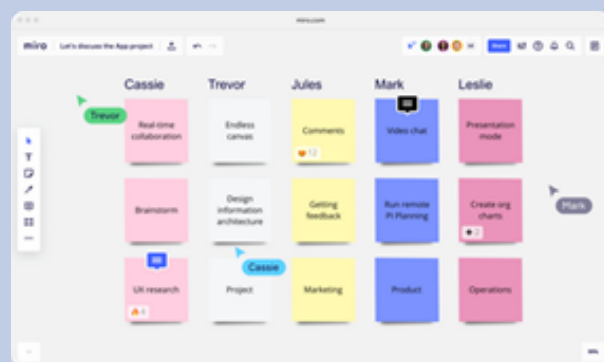 miro.com
miro Let's discuss the App project
Share
Cassie Trevor Jules Mark Leslie
Trevor
Real-time
collaboration
Endless
canvas
Comments
12
Video chat
Presentation
mode
Brainstorm
Design
information
architecture
Getting
feedback
Run remote
PI Planning
Create org
charts
2
Mark
Cassie
UX research
Project
Marketing
Product
Operations